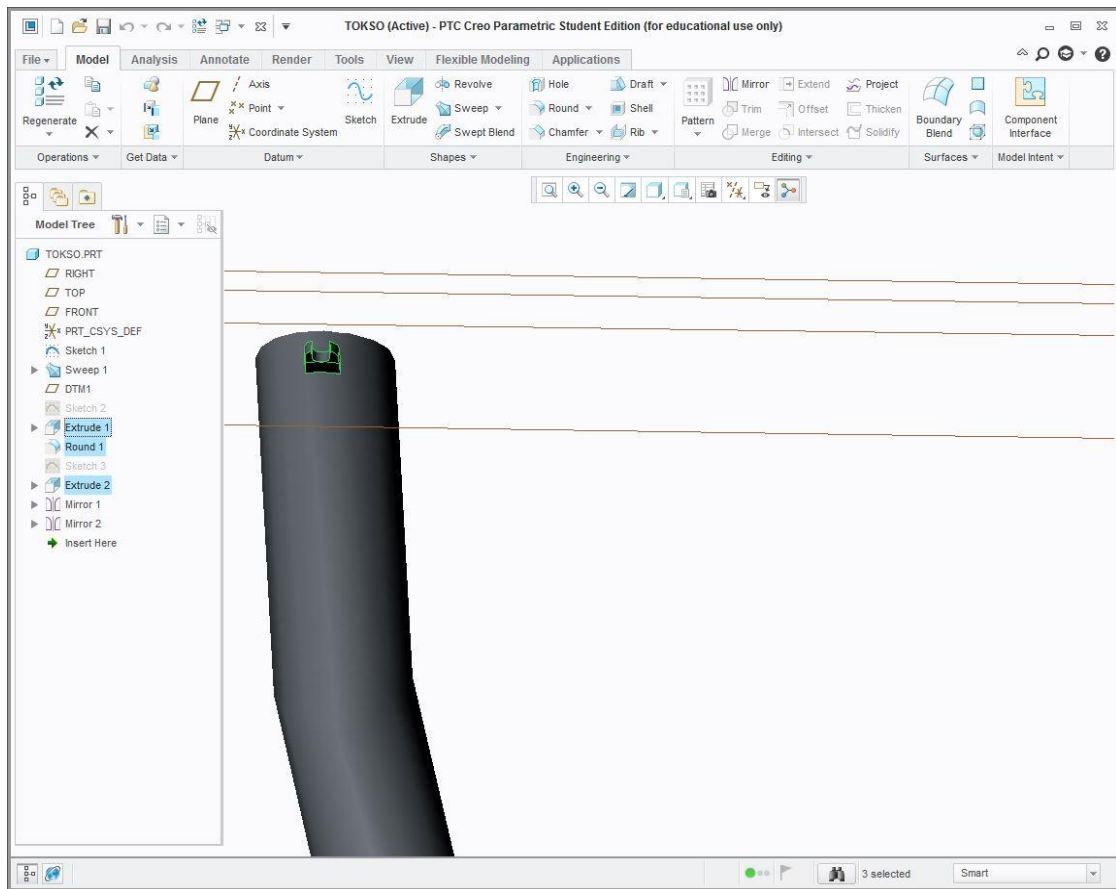 TOKSO (Active) - PTC Creo Parametric Student Edition (for educational use only)
File Model Analysis Annotate Render Tools View Flexible Modeling Applications
Regenerate
Operations
Get Data
Plane
Axis
Point
Coordinate System
Sketch
Datum
Extrude
Revolve
Sweep
Swept Blend
Shapes
Hole
Round
Chamfer
Draft
Shell
Rib
Engineering
Pattern
Mirror
Trim
Merge
Extend
Offset
Intersect
Project
Thicken
Solidify
Editing
Boundary
Blend
Surfaces
Component
Interface
Model Intent
Model Tree
TOKSO.PRT
RIGHT
TOP
FRONT
PRT_CSYS_DEF
Sketch 1
Sweep 1
DTM1
Sketch 2
Extrude 1
Round 1
Sketch 3
Extrude 2
Mirror 1
Mirror 2
Insert Here
3 selected
Smart